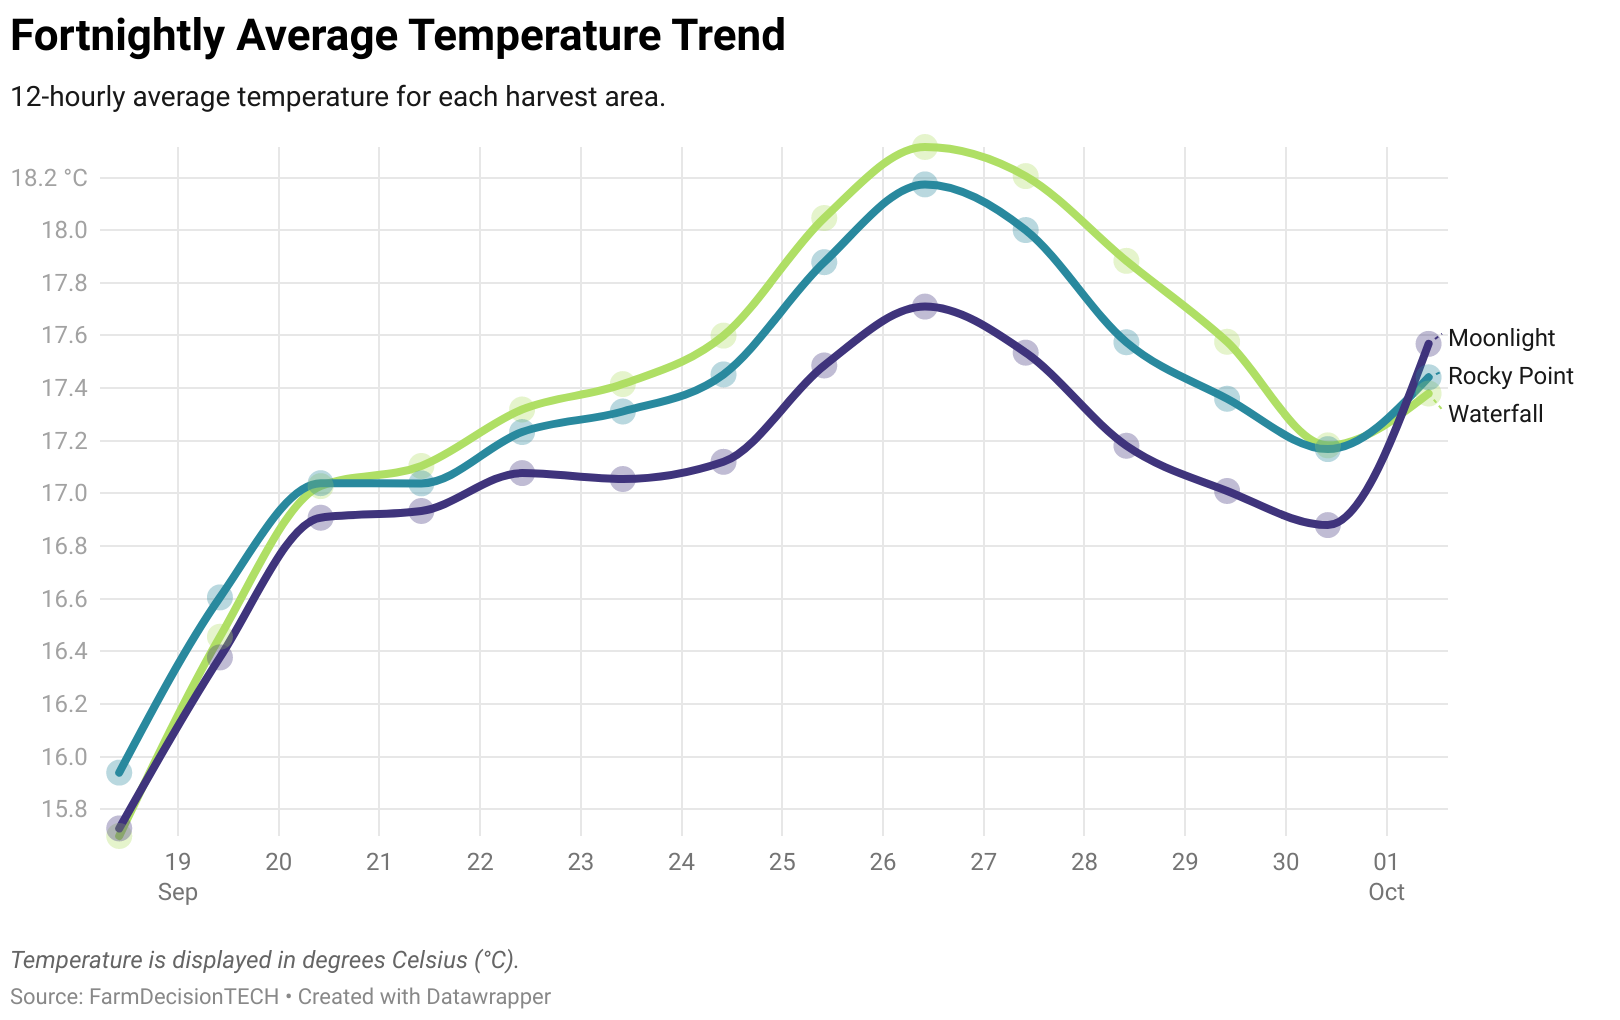 Fortnightly Average Temperature Trend
12-hourly average temperature for each harvest area.
18.2 °C
18.0
17.8
17.6
17.4
17.2
17.0
16.8
16.6
16.4
16.2
16.0
15.8
Moonlight
Rocky Point
Waterfall
19 20 21 22 23 24 25 26 27 28 29 30 01
Sep Oct
Temperature is displayed in degrees Celsius (°C).
Source: FarmDecisionTECH • Created with Datawrapper